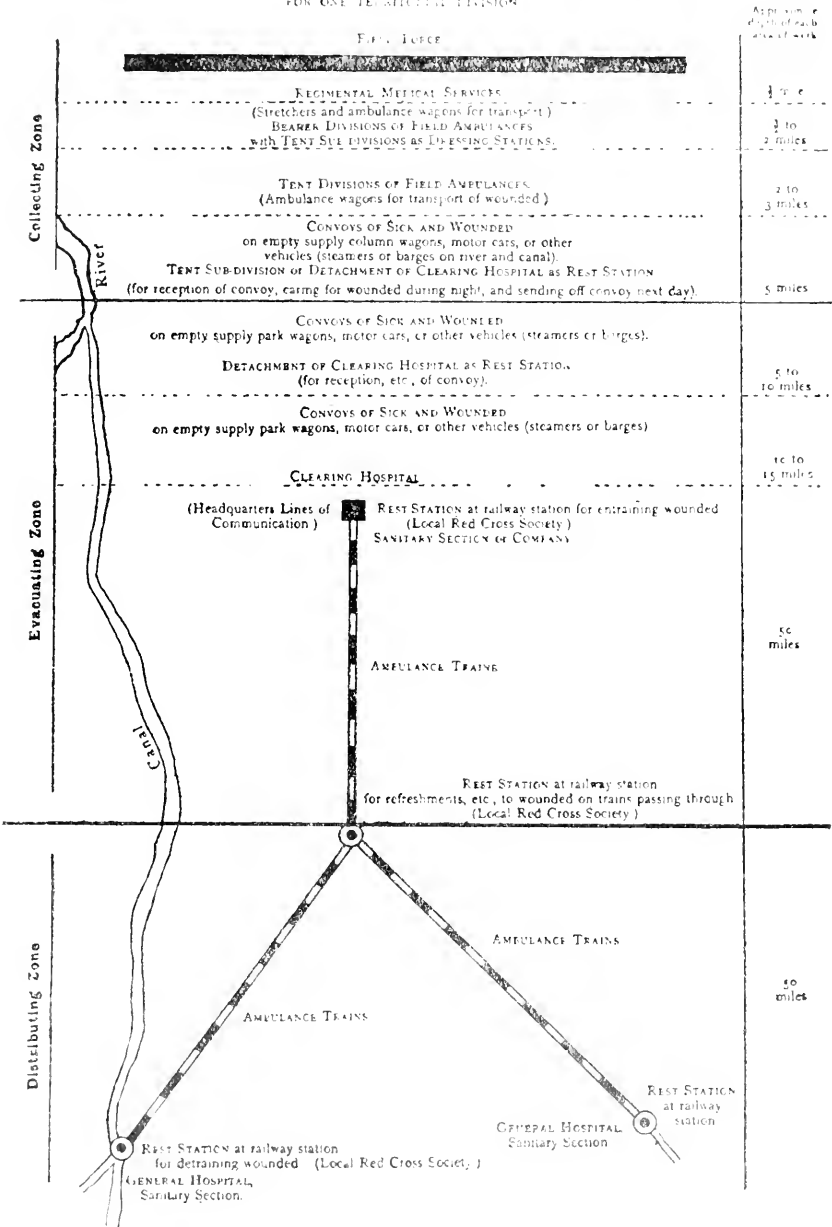 FOR ONE TERRITORIAL DIVISION
Approximate
depth of each
area of work
FIELD FORCE
Collecting Zone
REGIMENTAL MEDICAL SERVICES
(Stretchers and ambulance wagons for transport)
BEARER DIVISIONS OF FIELD AMBULANCES
to
with TENT SUB DIVISIONS as DRESSING STATIONS.
2 miles
TENT DIVISIONS OF FIELD AMBULANCES
(Ambulance wagons for transport of wounded)
2 to
3 miles
CONVOYS OF SICK AND WOUNDED
on empty supply column wagons, motor cars, or other
vehicles (steamers or barges on river and canal).
River
TENT SUB-DIVISION or DETACHMENT OF CLEARING HOSPITAL as REST STATION
(for reception of convoy, caring for wounded during night, and sending off convoy next day).
5 miles
Evacuating Zone
CONVOYS OF SICK AND WOUNDED
on empty supply park wagons, motor cars, or other vehicles (steamers or barges).
DETACHMENT OF CLEARING HOSPITAL as REST STATION
(for reception, etc, of convoy).
5 to
10 miles
CONVOYS OF SICK AND WOUNDED
on empty supply park wagons, motor cars, or other vehicles (steamers or barges)
10 to
15 miles
CLEARING HOSPITAL
(Headquarters Lines of
Communication)
REST STATION at railway station for entraining wounded
(Local Red Cross Society)
SANITARY SECTION or COMPANY
50
miles
AMBULANCE TRAINS
Canal
REST STATION at railway station
for refreshments, etc, to wounded on trains passing through
(Local Red Cross Society)
Distributing Zone
AMBULANCE TRAINS
50
miles
AMBULANCE TRAINS
REST STATION
at railway
station
GENERAL HOSPITAL
Sanitary Section
REST STATION at railway station
for detraining wounded (Local Red Cross Society)
GENERAL HOSPITAL,
Sanitary Section.